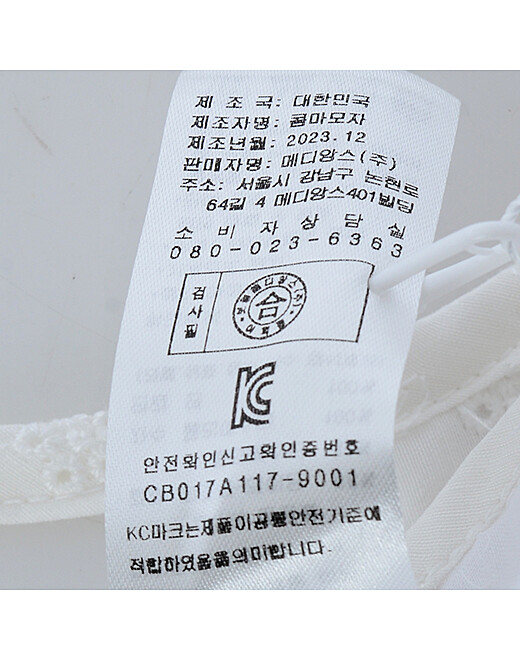 제 조 국: 대한민국
제조자명: 콤마모자
제조년월: 2023.12
판매자명: 메디앙스(주)
주소: 서울시 강남구 논현로
64길 4 메디앙스401빌딩
소 비 자 상 담 실
080-023-6363
검사필
合
안전확인신고확인증번호
CB017A117-9001
KC마크는제품이공통안전기준에
적합하였음을의미합니다.